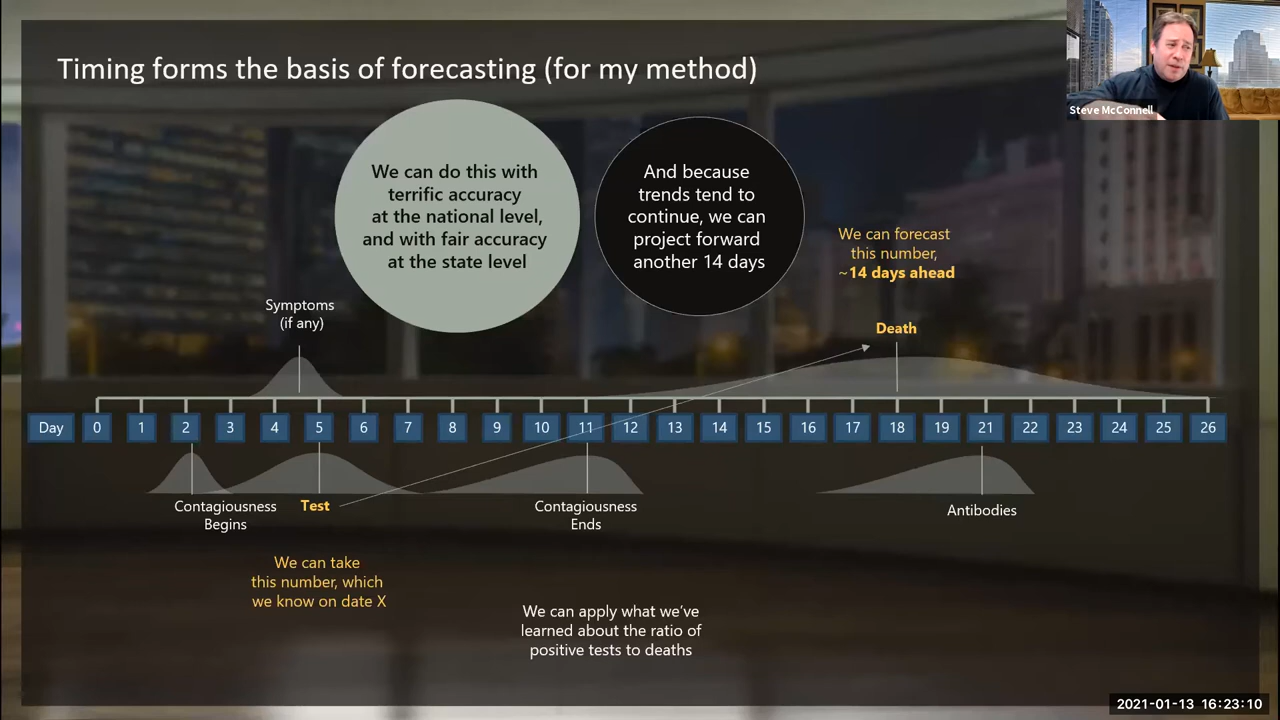 Timing forms the basis of forecasting (for my method)
Steve McConnell
We can do this with
terrific accuracy
at the national level,
and with fair accuracy
at the state level
And because
trends tend to
continue, we can
project forward
another 14 days
We can forecast
this number,
~14 days ahead
Symptoms
(if any)
Death
Day 0 1 2 3 4 5 6 7 8 9 10 11 12 13 14 15 16 17 18 19 20 21 22 23 24 25 26
Contagiousness
Begins
Test
Contagiousness
Ends
Antibodies
We can take
this number, which
we know on date X
We can apply what we’ve
learned about the ratio of
positive tests to deaths
2021-01-13 16:23:10